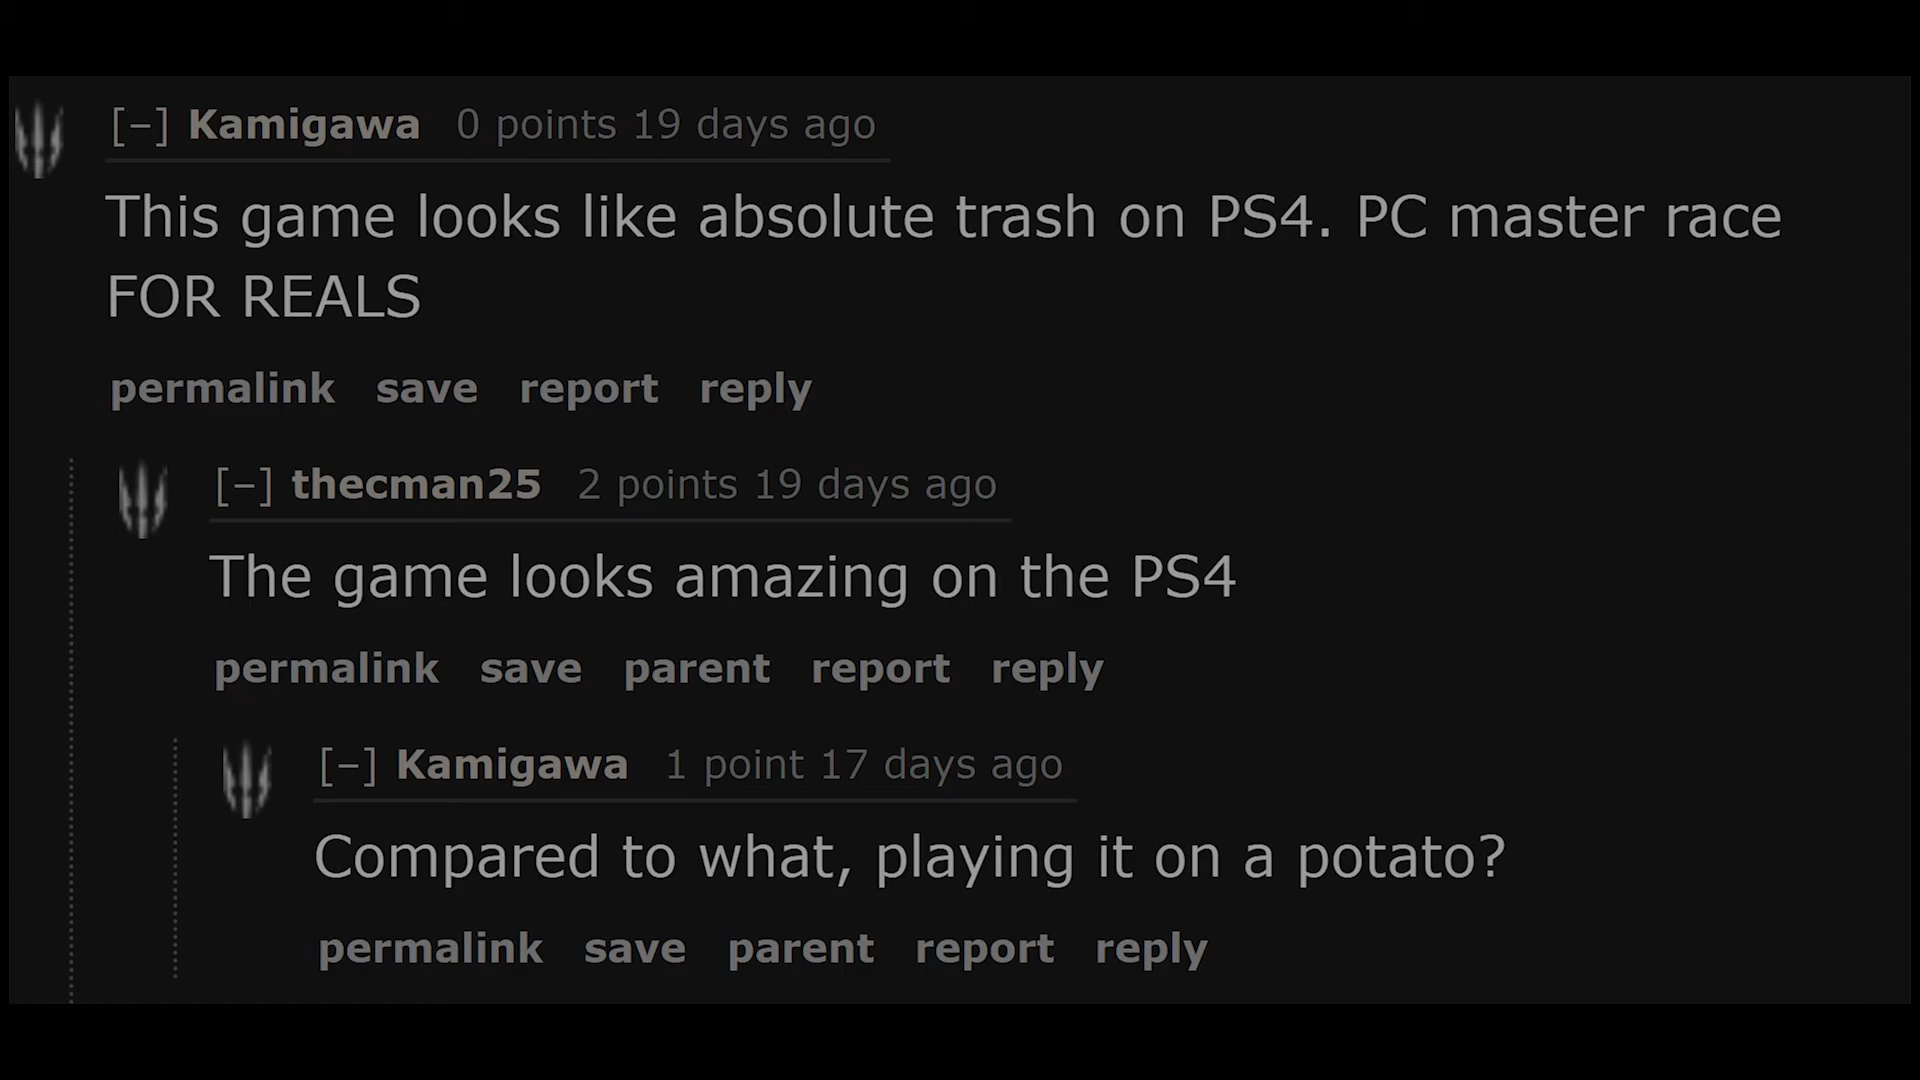 [–] Kamigawa 0 points 19 days ago
This game looks like absolute trash on PS4. PC master race
FOR REALS
permalink save report reply
[–] thecman25 2 points 19 days ago
The game looks amazing on the PS4
permalink save parent report reply
[–] Kamigawa 1 point 17 days ago
Compared to what, playing it on a potato?
permalink save parent report reply